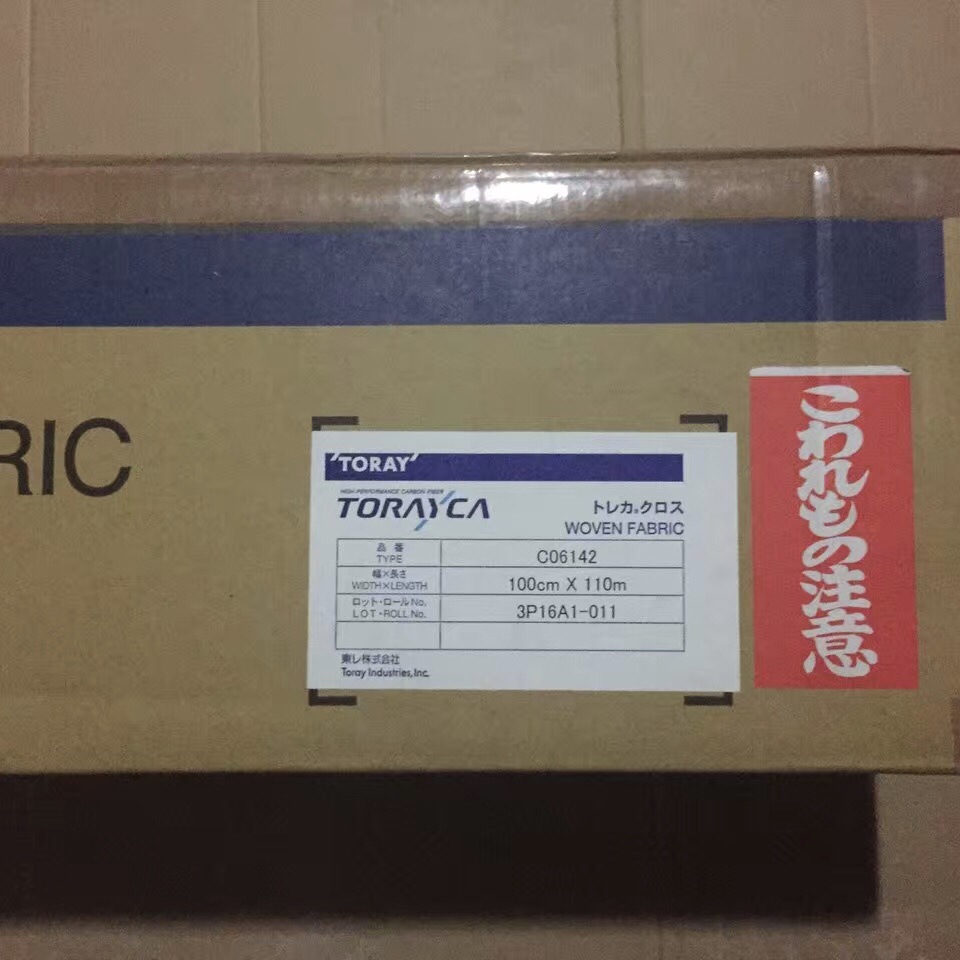 RIC
'TORAY'
HIGH PERFORMANCE CARBON FIBER
TORAYCA
トレカ®クロス
WOVEN FABRIC
品 番
TYPE
C06142
幅×長さ
WIDTH×LENGTH
100cm X 110m
ロット・ロールNo.
LOT・ROLL No.
3P16A1-011
東レ株式会社
Toray Industries, Inc.
こわれもの注意